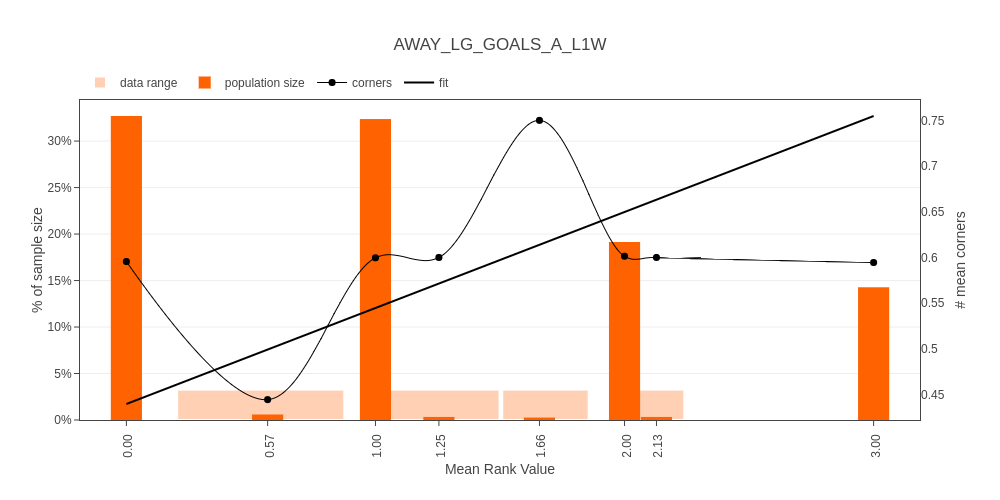 AWAY_LG_GOALS_A_L1W
data range population size corners fit
30%
25%
20%
15%
10%
5%
0%
% of sample size
0.75
0.7
0.65
0.6
0.55
0.5
0.45
# mean corners
0.00 0.57 1.00 1.25 1.66 2.00 2.13 3.00
Mean Rank Value